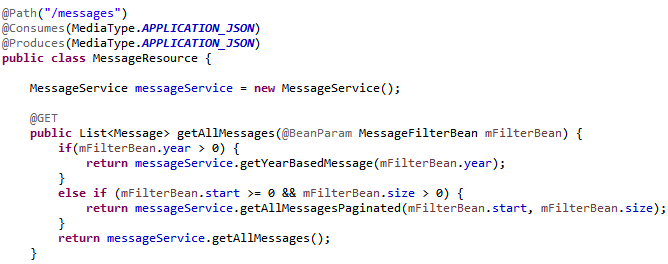 @Path("/messages")
@Consumes(MediaType.APPLICATION_JSON)
@Produces(MediaType.APPLICATION_JSON)
public class MessageResource {
MessageService messageService = new MessageService();
@GET
public List<Message> getAllMessages(@BeanParam MessageFilterBean mFilterBean) {
if(mFilterBean.year > 0) {
return messageService.getYearBasedMessage(mFilterBean.year);
}
else if (mFilterBean.start >= 0 && mFilterBean.size > 0) {
return messageService.getAllMessagesPaginated(mFilterBean.start, mFilterBean.size);
}
return messageService.getAllMessages();
}